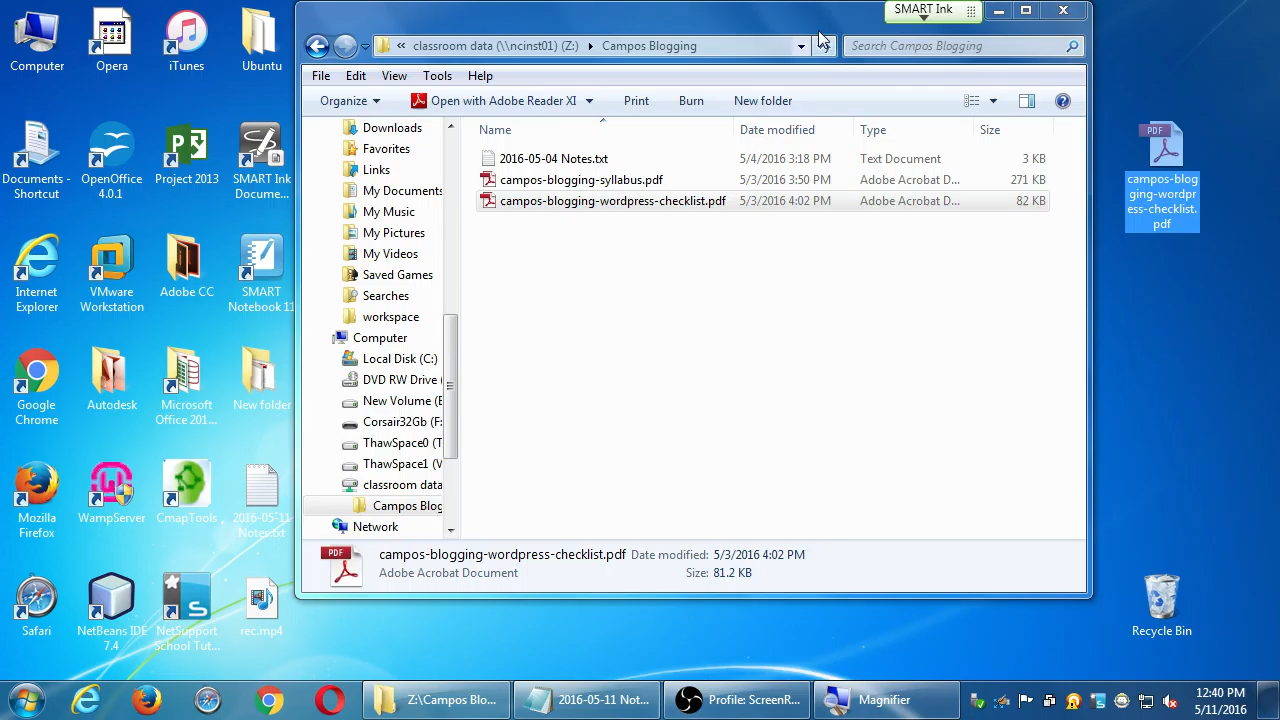 SMART Ink
« classroom data (\\ncinst01) (Z:) Campos Blogging
Search Campos Blogging
File Edit View Tools Help
Organize Open with Adobe Reader XI Print Burn New folder
Downloads
Favorites
Links
My Documents
My Music
My Pictures
My Videos
Saved Games
Searches
workspace
Computer
Local Disk (C:)
DVD RW Drive (
New Volume (E
Corsair32Gb (F:
ThawSpace0 (T
ThawSpace1 (V
classroom data
Campos Blog
Network
Name Date modified Type Size
2016-05-04 Notes.txt 5/4/2016 3:18 PM Text Document 3 KB
campos-blogging-syllabus.pdf 5/3/2016 3:50 PM Adobe Acrobat D... 271 KB
campos-blogging-wordpress-checklist.pdf 5/3/2016 4:02 PM Adobe Acrobat D... 82 KB
PDF
campos-blogging-wordpress-checklist.pdf Date modified: 5/3/2016 4:02 PM
Adobe Acrobat Document Size: 81.2 KB
Computer
Opera
iTunes
Ubuntu
Documents -
Shortcut
OpenOffice
4.0.1
Project 2013
SMART Ink
Docume...
Internet
Explorer
VMware
Workstation
Adobe CC
SMART
Notebook 11
Google
Chrome
Autodesk
Microsoft
Office 201...
New folder
Mozilla
Firefox
WampServer
CmapTools
2016-05-11
Notes.txt
Safari
NetBeans IDE
7.4
NetSupport
School Tut...
rec.mp4
PDF
campos-blog
ging-wordpr
ess-checklist.
pdf
Recycle Bin
Z:\Campos Blo...
2016-05-11 Not...
Profile: ScreenR...
Magnifier
12:40 PM
5/11/2016